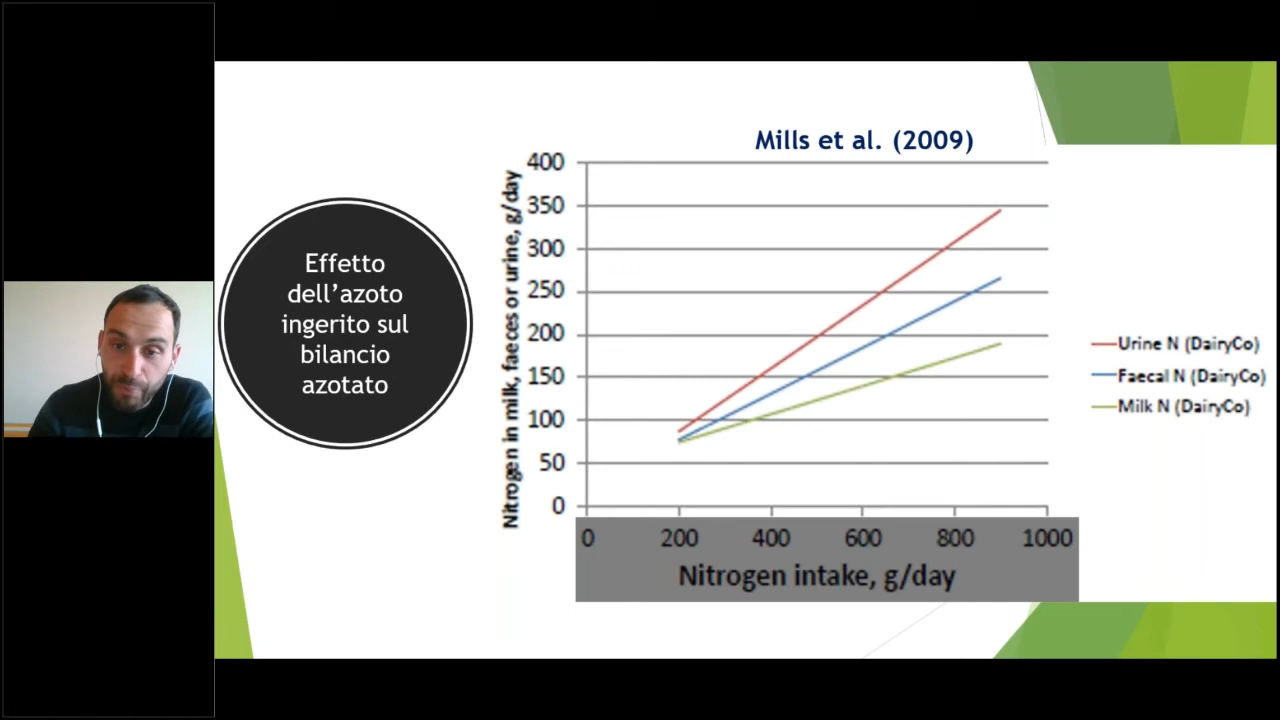 Effetto
dell'azoto
ingerito sul
bilancio
azotato
Mills et al. (2009)
Nitrogen in milk, faeces or urine, g/day
400
350
300
250
200
150
100
50
0
0 200 400 600 800 1000
Nitrogen intake, g/day
Urine N (DairyCo)
Faecal N (DairyCo)
Milk N (DairyCo)